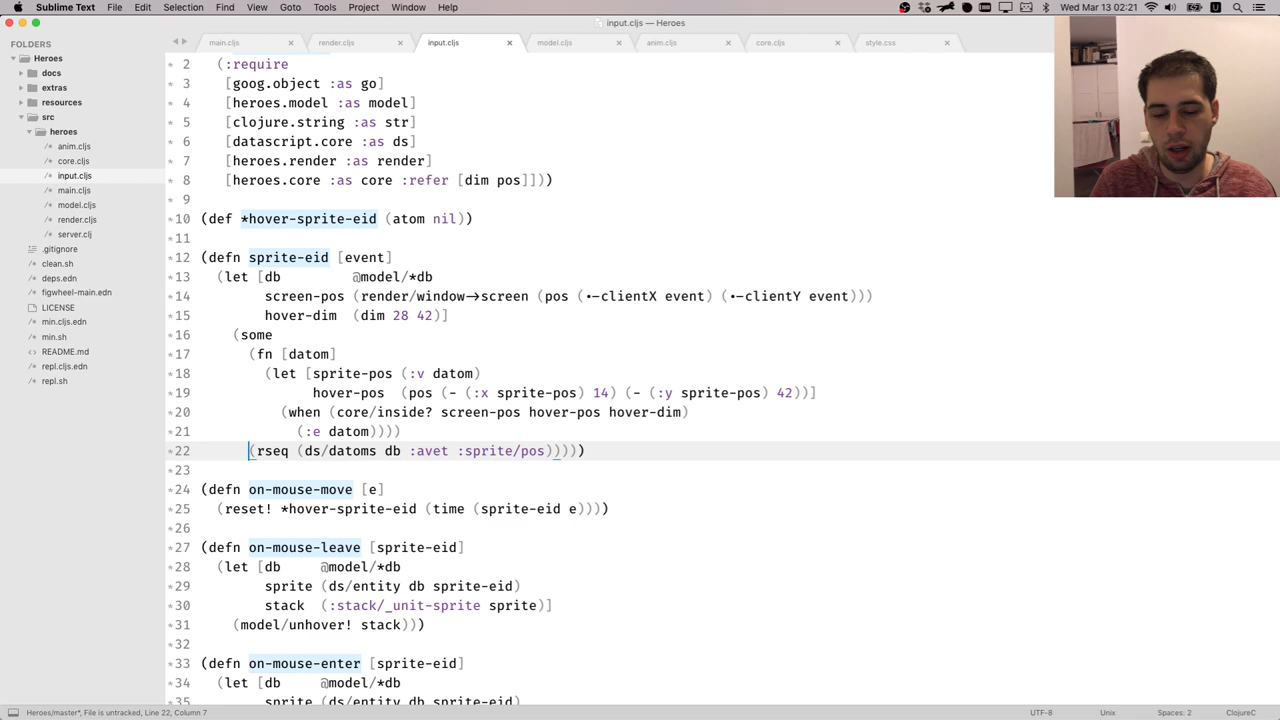 Sublime Text File Edit Selection Find View Goto Tools Project Window Help Wed Mar 13 02:21
input.cljs — Heroes
FOLDERS
Heroes
docs
extras
resources
src
heroes
anim.cljs
core.cljs
input.cljs
main.cljs
model.cljs
render.cljs
server.clj
.gitignore
clean.sh
deps.edn
figwheel-main.edn
LICENSE
min.cljs.edn
min.sh
README.md
repl.cljs.edn
repl.sh
main.cljs render.cljs input.cljs model.cljs anim.cljs core.cljs style.css
2 (:require
3 [goog.object :as go]
4 [heroes.model :as model]
5 [clojure.string :as str]
6 [datascript.core :as ds]
7 [heroes.render :as render]
8 [heroes.core :as core :refer [dim pos]]))
9
10 (def *hover-sprite-eid (atom nil))
11
12 (defn sprite-eid [event]
13 (let [db @model/*db
14 screen-pos (render/window->screen (pos (.-clientX event) (.-clientY event)))
15 hover-dim (dim 28 42)]
16 (some
17 (fn [datom]
18 (let [sprite-pos (:v datom)
19 hover-pos (pos (- (:x sprite-pos) 14) (- (:y sprite-pos) 42))]
20 (when (core/inside? screen-pos hover-pos hover-dim)
21 (:e datom))))
22 (rseq (ds/datoms db :avet :sprite/pos)))))
23
24 (defn on-mouse-move [e]
25 (reset! *hover-sprite-eid (time (sprite-eid e))))
26
27 (defn on-mouse-leave [sprite-eid]
28 (let [db @model/*db
29 sprite (ds/entity db sprite-eid)
30 stack (:stack/_unit-sprite sprite)]
31 (model/unhover! stack)))
32
33 (defn on-mouse-enter [sprite-eid]
34 (let [db @model/*db
35 sprite (ds/entity db sprite-eid)
Heroes/master*, File is untracked, Line 22, Column 7 UTF-8 Unix Spaces: 2 ClojureC